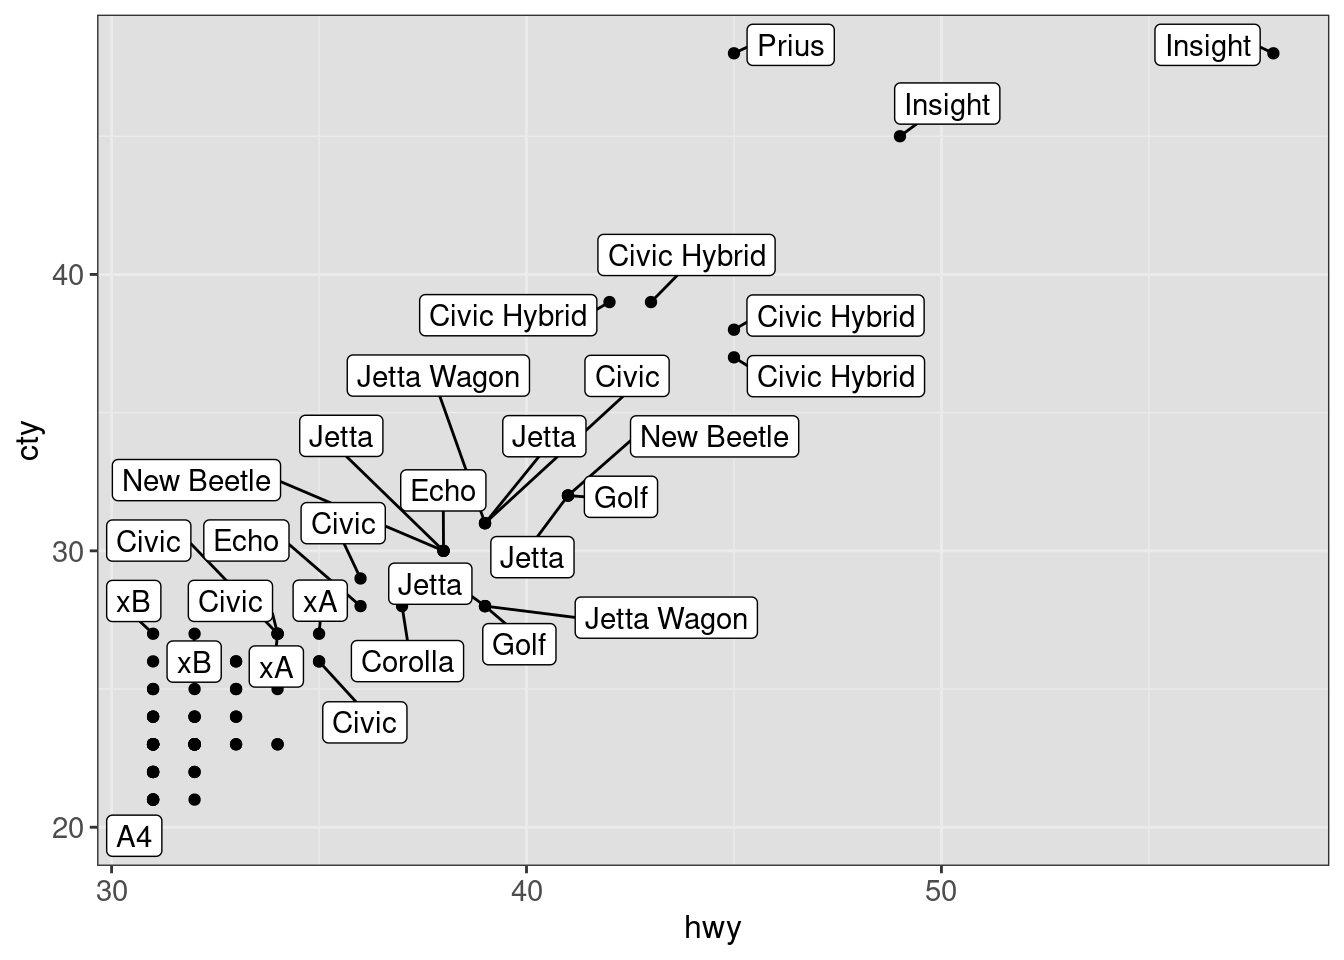 Prius
Insight
Insight
Civic Hybrid
40
Civic Hybrid
Civic Hybrid
Jetta Wagon
Civic
Civic Hybrid
Jetta
Jetta
New Beetle
cty
New Beetle
Echo
Golf
Civic
Civic
Echo
30
Jetta
Jetta
xB
Civic
xA
Jetta Wagon
Golf
xB
xA
Corolla
Civic
20
A4
30
40
50
hwy